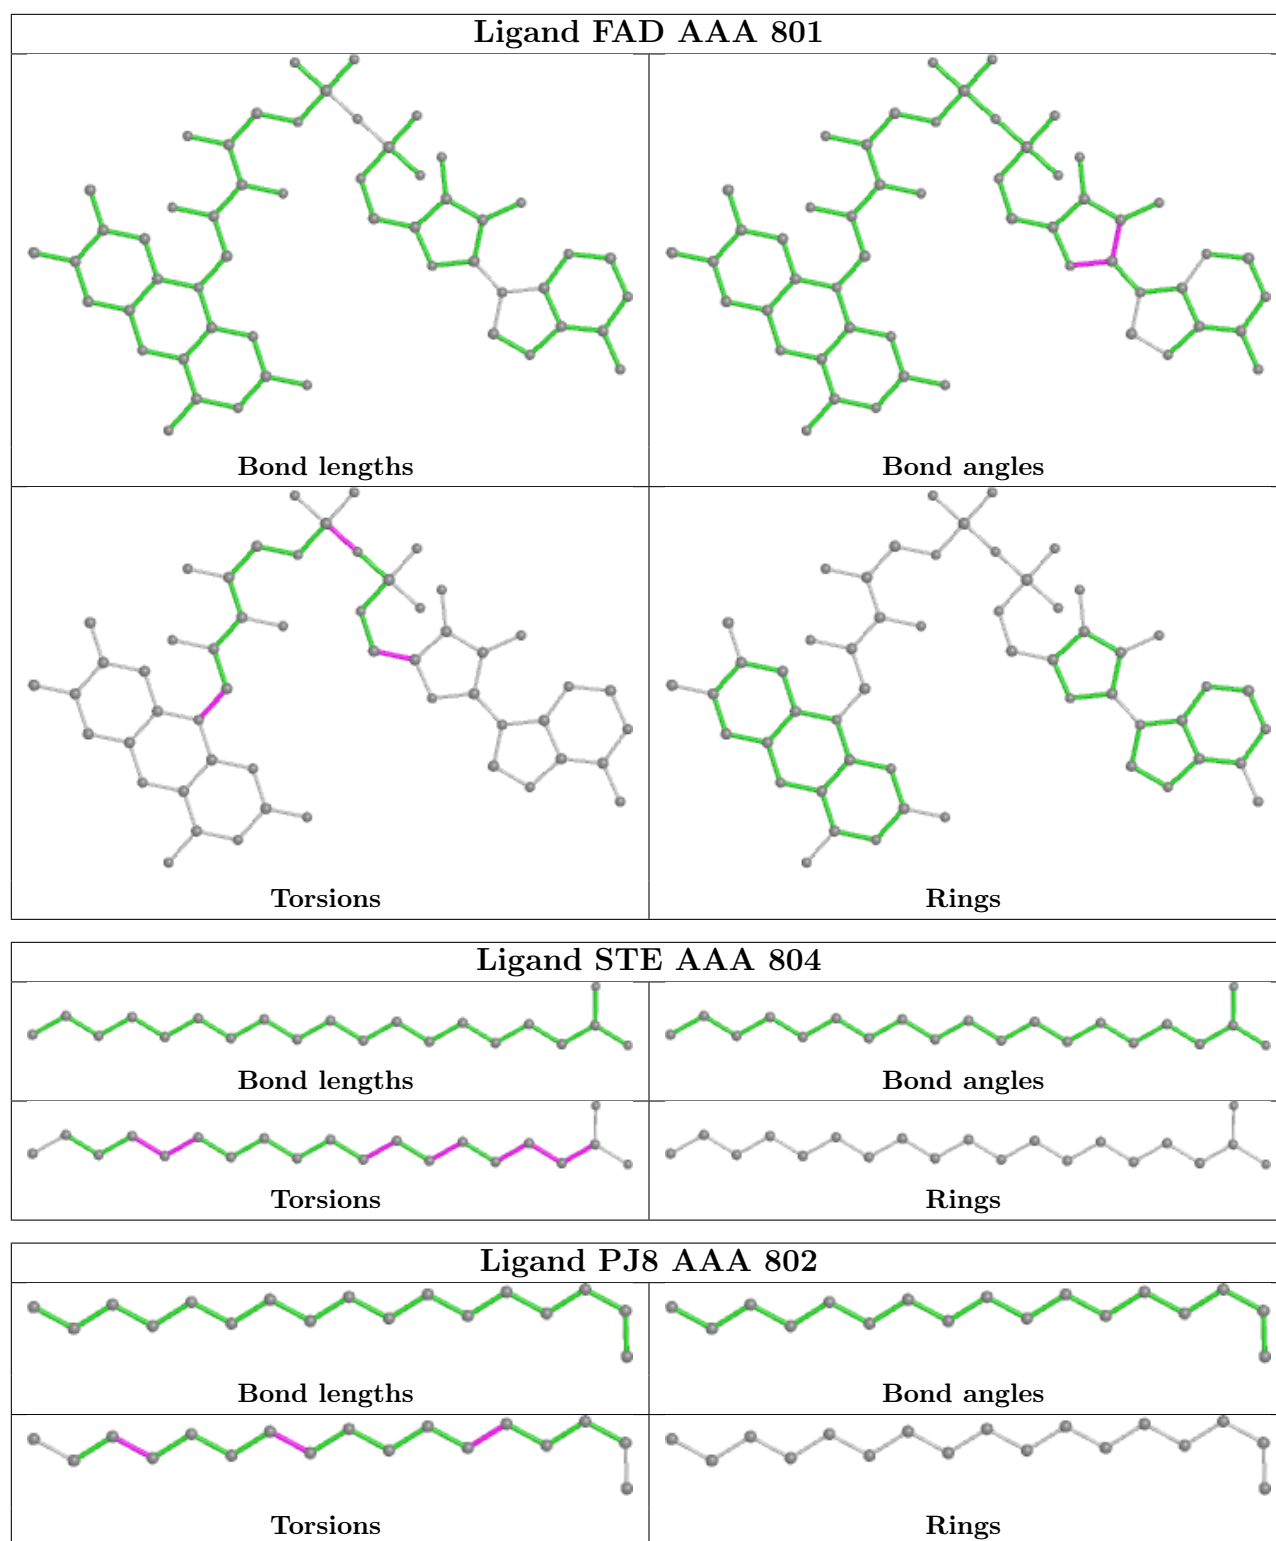 Ligand FAD AAA 801
Bond lengths
Bond angles
Torsions
Rings
Ligand STE AAA 804
Bond lengths
Bond angles
Torsions
Rings
Ligand PJ8 AAA 802
Bond lengths
Bond angles
Torsions
Rings